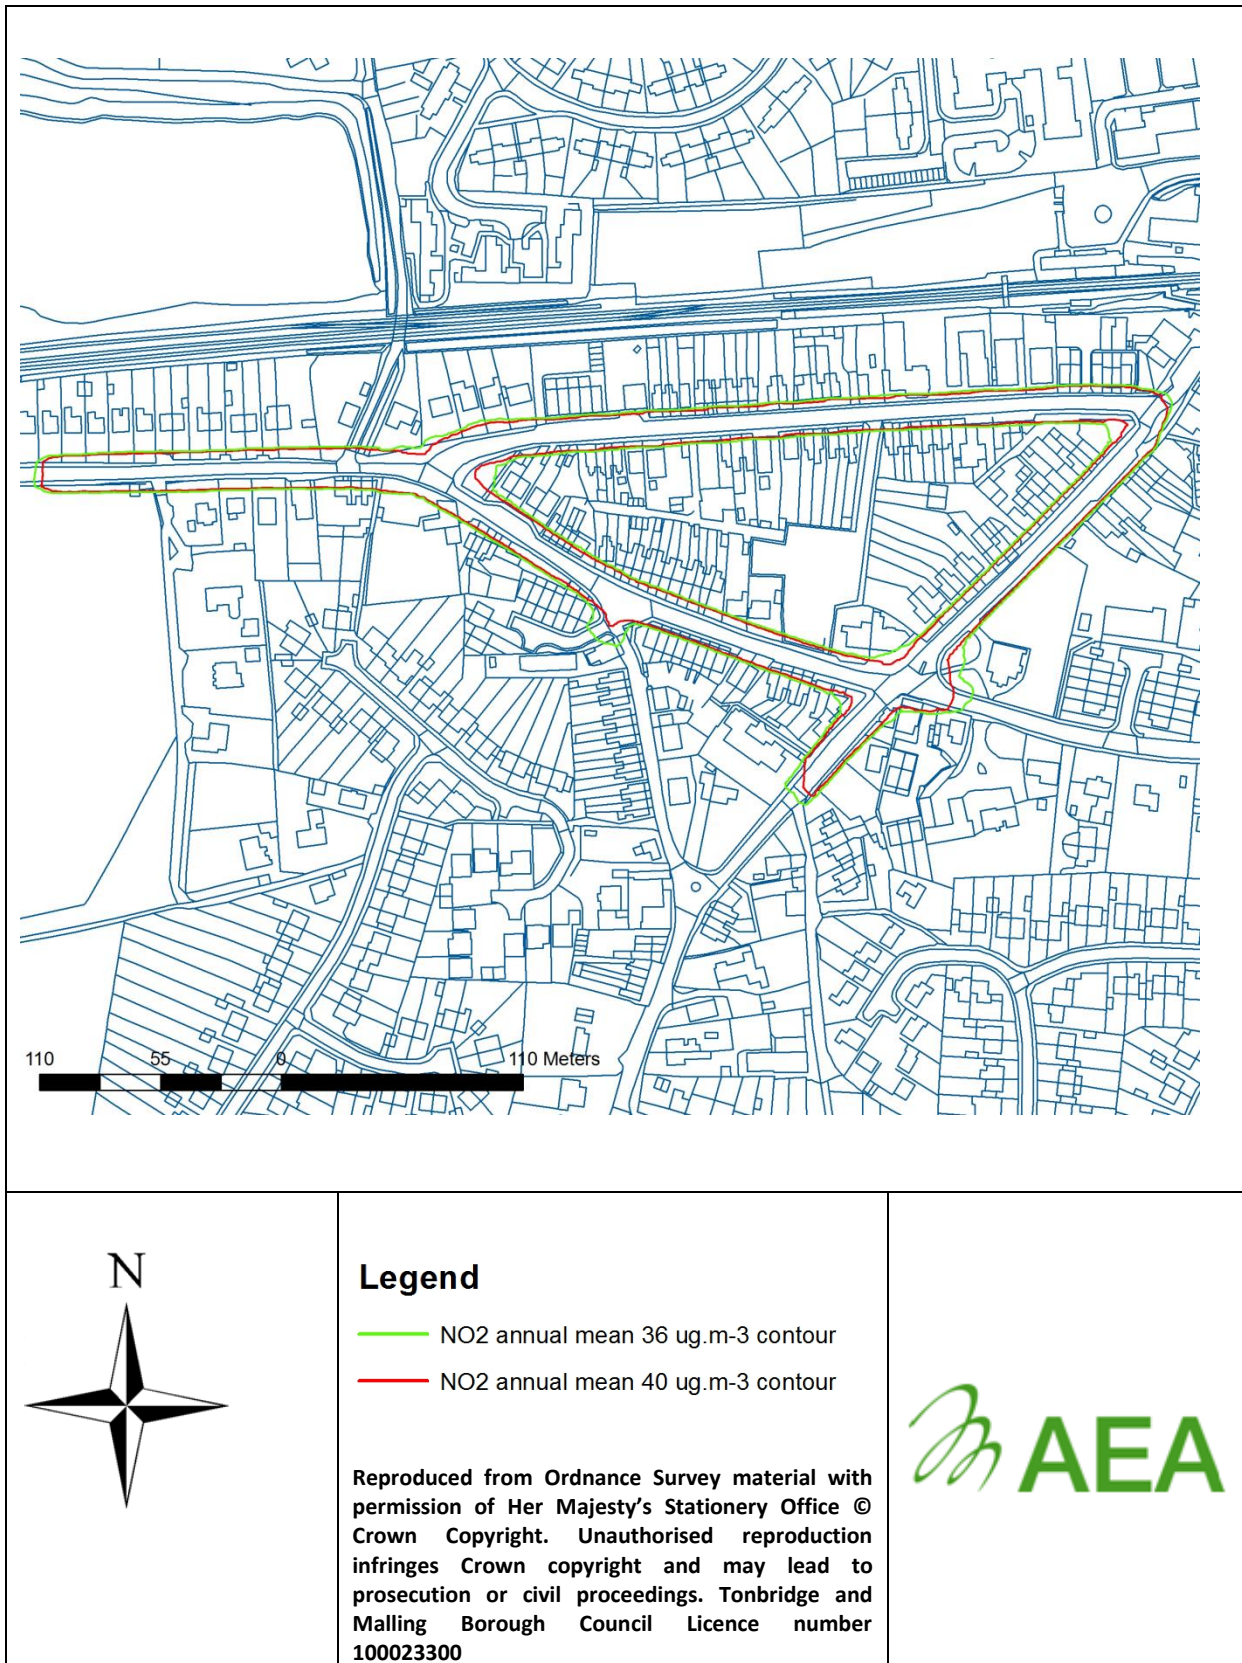 110 55 0 110 Meters
N
Legend
NO2 annual mean 36 ug.m-3 contour
NO2 annual mean 40 ug.m-3 contour
Reproduced from Ordnance Survey material with
permission of Her Majesty's Stationery Office ©
Crown Copyright. Unauthorised reproduction
infringes Crown copyright and may lead to
prosecution or civil proceedings. Tonbridge and
Malling Borough Council Licence number
100023300
AEA